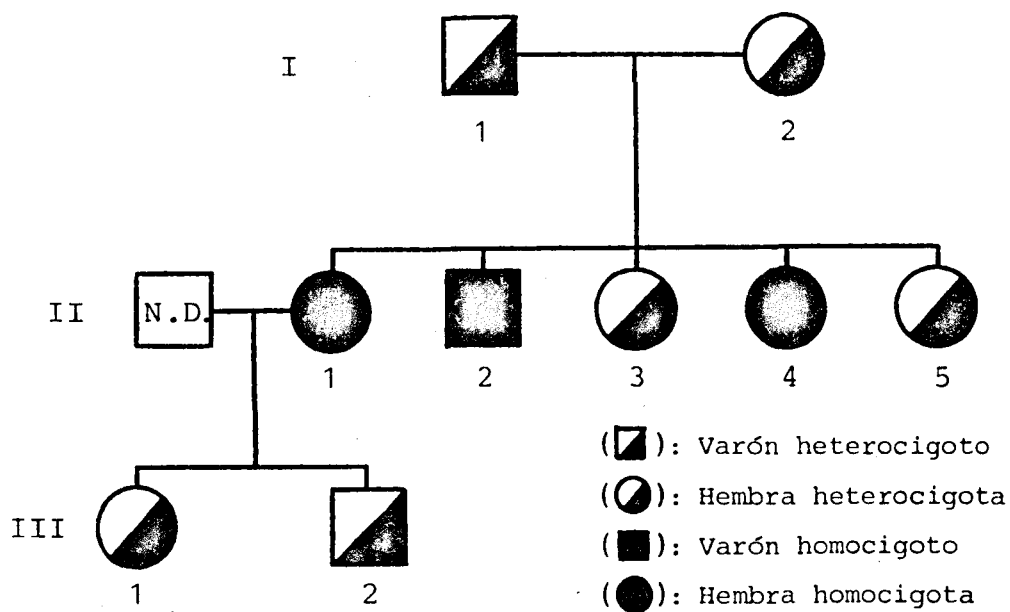 I
1 2
II N.D.
1 2 3 4 5
( ): Varón heterocigoto
( ): Hembra heterocigota
( ): Varón homocigoto
( ): Hembra homocigota
III
1 2